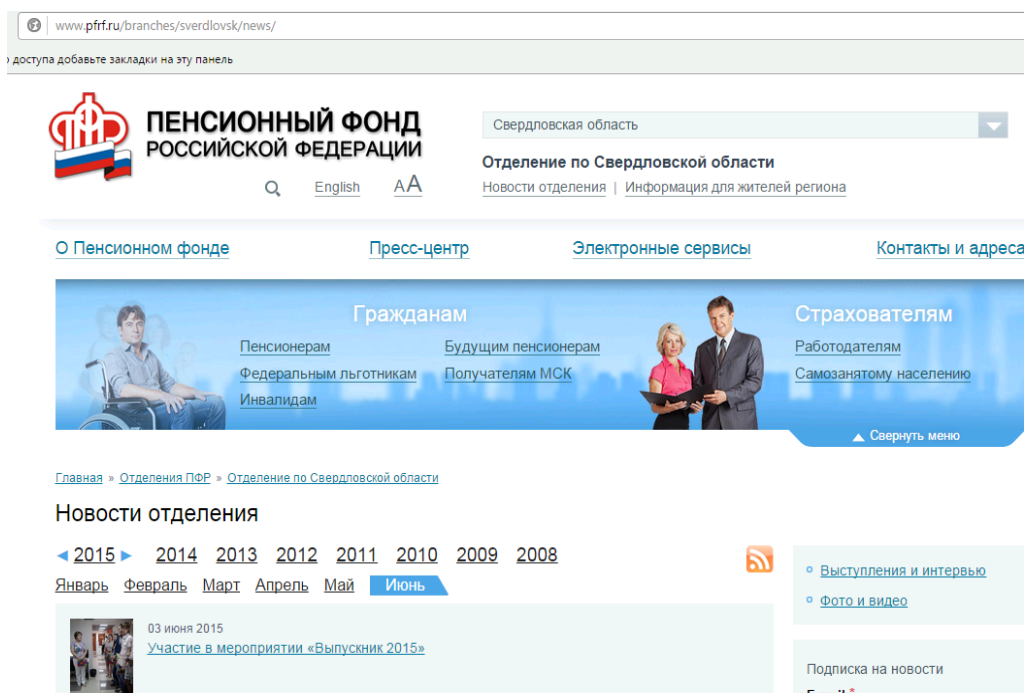 www.pfrf.ru/branches/sverdlovsk/news/
доступа добавьте закладки на эту панель
ПЕНСИОННЫЙ ФОНД
РОССИЙСКОЙ ФЕДЕРАЦИИ
English
AA
Свердловская область
Отделение по Свердловской области
Новости отделения | Информация для жителей региона
О Пенсионном фонде Пресс-центр Электронные сервисы Контакты и адреса
Гражданам
Пенсионерам Будущим пенсионерам
Федеральным льготникам Получателям МСК
Инвалидам
Страхователям
Работодателям
Самозанятому населению
Свернуть меню
Главная » Отделения ПФР » Отделение по Свердловской области
Новости отделения
2015 2014 2013 2012 2011 2010 2009 2008
Январь Февраль Март Апрель Май Июнь
03 июня 2015
Участие в мероприятии «Выпускник 2015»
Выступления и интервью
Фото и видео
Подписка на новости